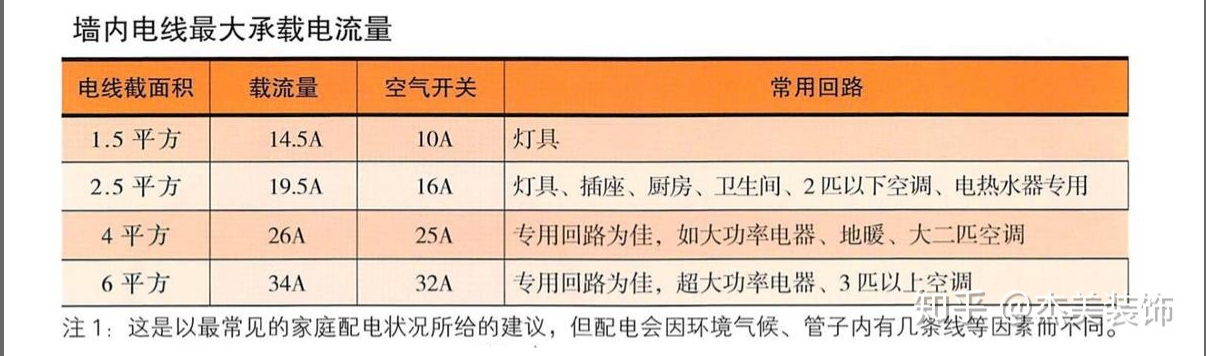 墙内电线最大承载电流量
电线截面积 载流量 空气开关 常用回路
1.5 平方 14.5A 10A 灯具
2.5 平方 19.5A 16A 灯具、插座、厨房、卫生间、2 匹以下空调、电热水器专用
4 平方 26A 25A 专用回路为佳，如大功率电器、地暖、大二匹空调
6 平方 34A 32A 专用回路为佳，超大功率电器、3 匹以上空调
知乎 @杰美装饰
注 1：这是以最常见的家庭配电状况所给的建议，但配电会因环境气候、管子内有几条线等因素而不同。